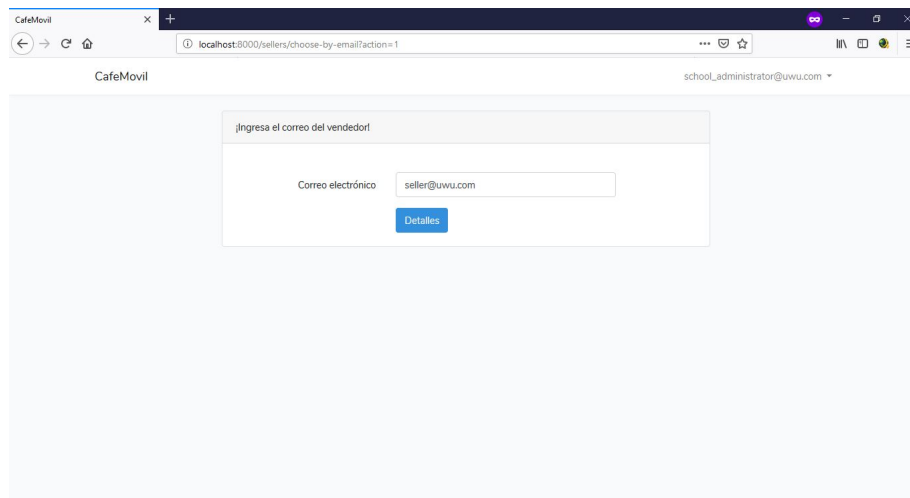 CafeMovil
localhost:8000/sellers/choose-by-email?action=1
CafeMovil
school_administrator@uwu.com
¡Ingresa el correo del vendedor!
Correo electrónico
seller@uwu.com
Detalles